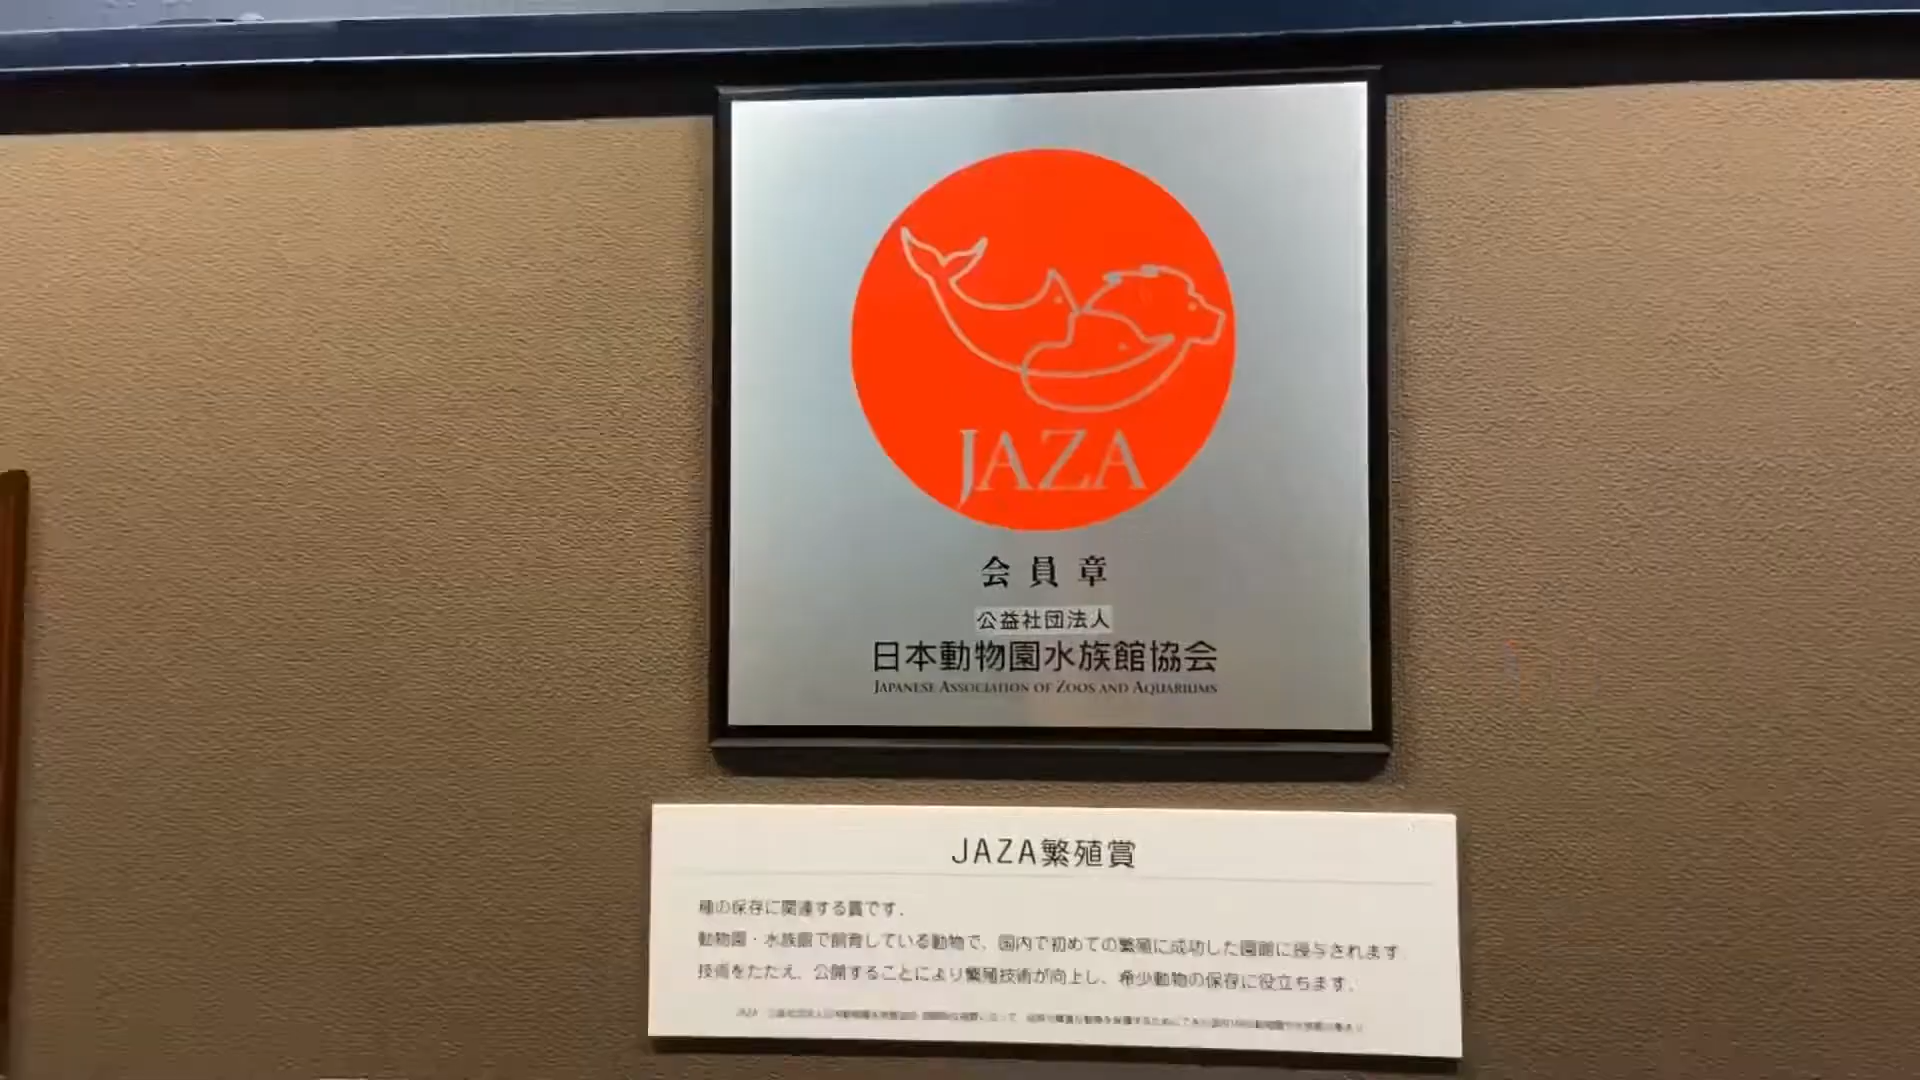 JAZA
会員章
公益社団法人
日本動物園水族館協会
JAPANESE ASSOCIATION OF ZOOS AND AQUARIUMS
JAZA繁殖賞
種の保存に関連する賞です。
動物園・水族館で飼育している動物で、国内で初めての繁殖に成功した園館に授与されます
技術をたたえ、公開することにより繁殖技術が向上し、希少動物の保存に役立ちます。
JAZA